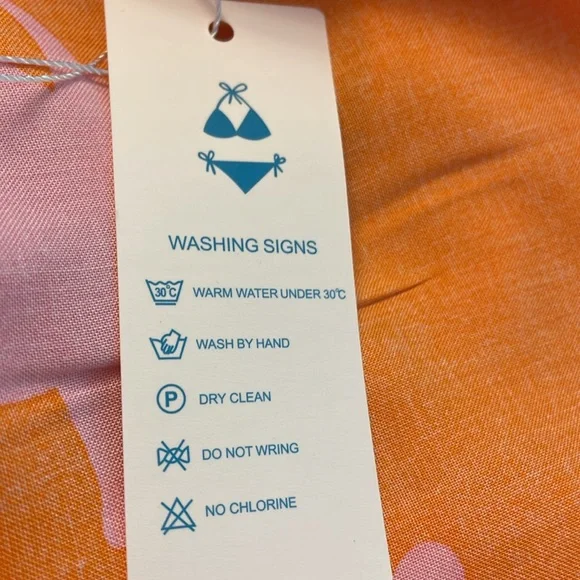 WASHING SIGNS
30°C WARM WATER UNDER 30°C
WASH BY HAND
P DRY CLEAN
DO NOT WRING
NO CHLORINE